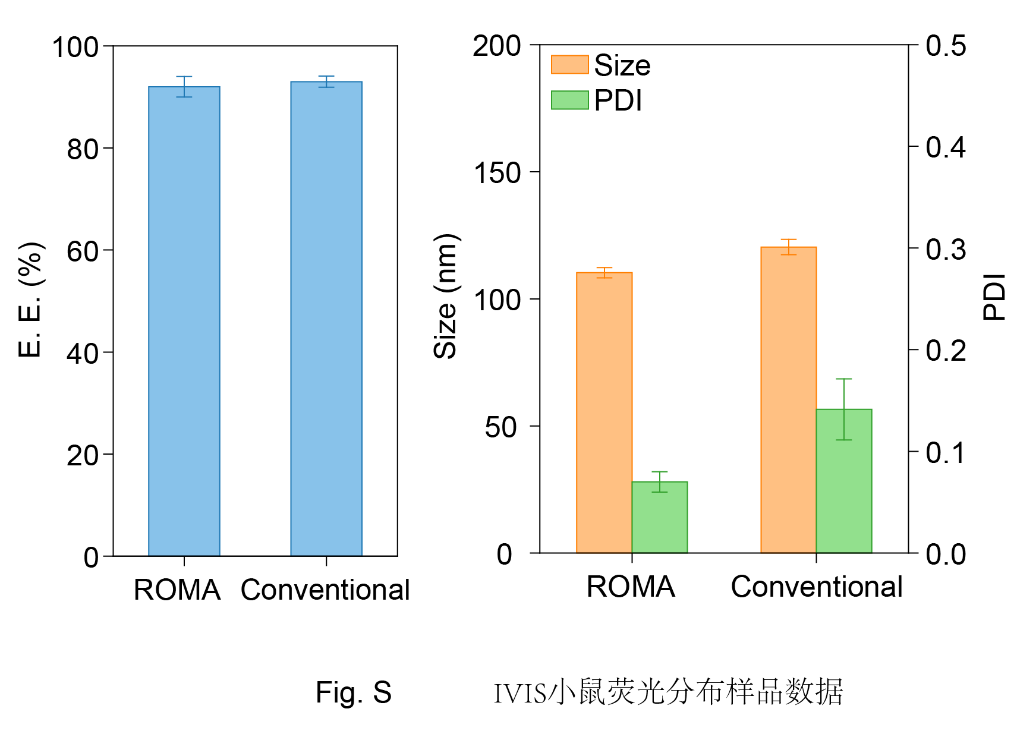 100
80
60
40
20
0
E. E. (%)
ROMA Conventional
200
150
100
50
0
Size (nm)
Size
PDI
0.5
0.4
0.3
0.2
0.1
0.0
PDI
ROMA Conventional
Fig. S IVIS小鼠荧光分布样品数据